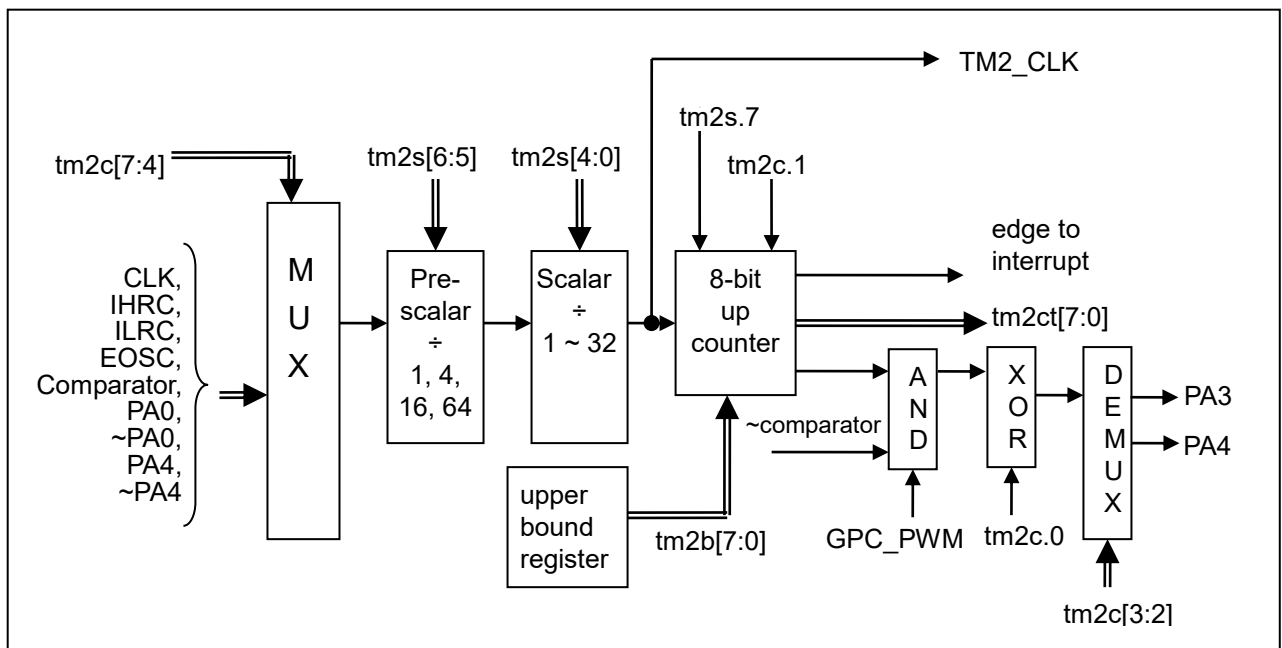 TM2_CLK
tm2s.7
tm2c[7:4]
tm2s[6:5]
tm2s[4:0]
tm2c.1
M
U
X
CLK,
IHRC,
ILRC,
EOSC,
Comparator,
PA0,
~PA0,
PA4,
~PA4
Pre-
scalar
÷
1, 4,
16, 64
Scalar
÷
1 ~ 32
8-bit
up
counter
edge to
interrupt
tm2ct[7:0]
A
N
D
X
O
R
D
E
M
U
X
PA3
PA4
~comparator
upper
bound
register
tm2b[7:0]
GPC_PWM
tm2c.0
tm2c[3:2]